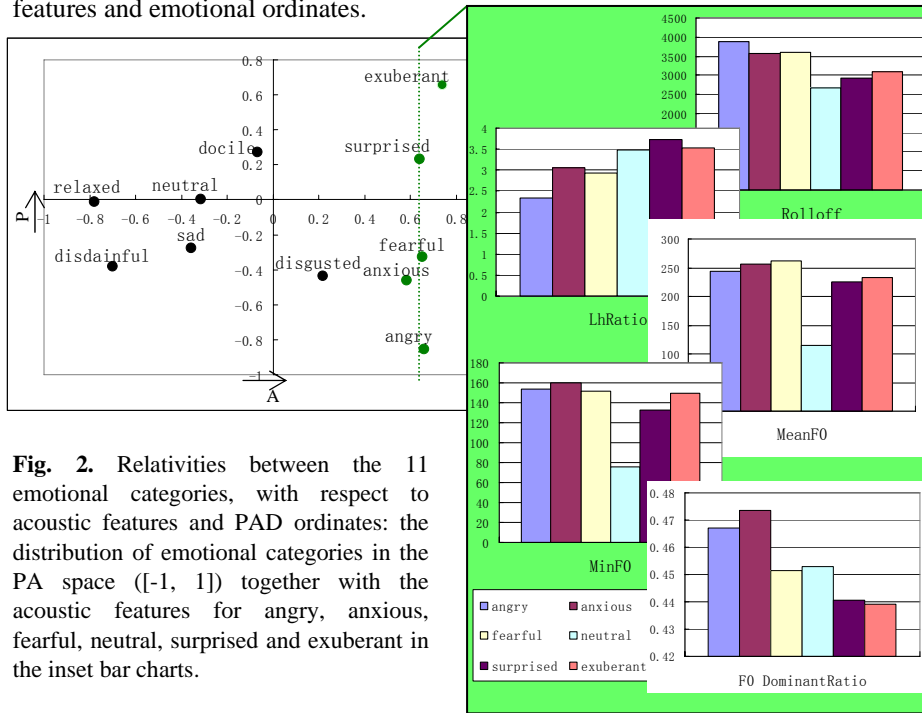 features and emotional ordinates.
0.8
0.6
0.4
0.2
0
-0.2
-0.4
-0.6
-0.8
-1
-1 -0.8 -0.6 -0.4 -0.2 0.2 0.4 0.6 0.8
P
A
exuberant
surprised
docile
relaxed
neutral
sad
disdainful
disgusted
fearful
anxious
angry
4500
4000
3500
3000
2500
2000
Rolloff
4
3.5
3
2.5
2
1.5
1
0.5
0
LhRatio
300
250
200
150
100
MeanF0
180
160
140
120
100
80
60
40
20
0
MinF0
0.48
0.47
0.46
0.45
0.44
0.43
0.42
F0 DominantRatio
angry anxious
fearful neutral
surprised exuberant
Fig. 2. Relativities between the 11
emotional categories, with respect to
acoustic features and PAD ordinates: the
distribution of emotional categories in the
PA space ([-1, 1]) together with the
acoustic features for angry, anxious,
fearful, neutral, surprised and exuberant in
the inset bar charts.